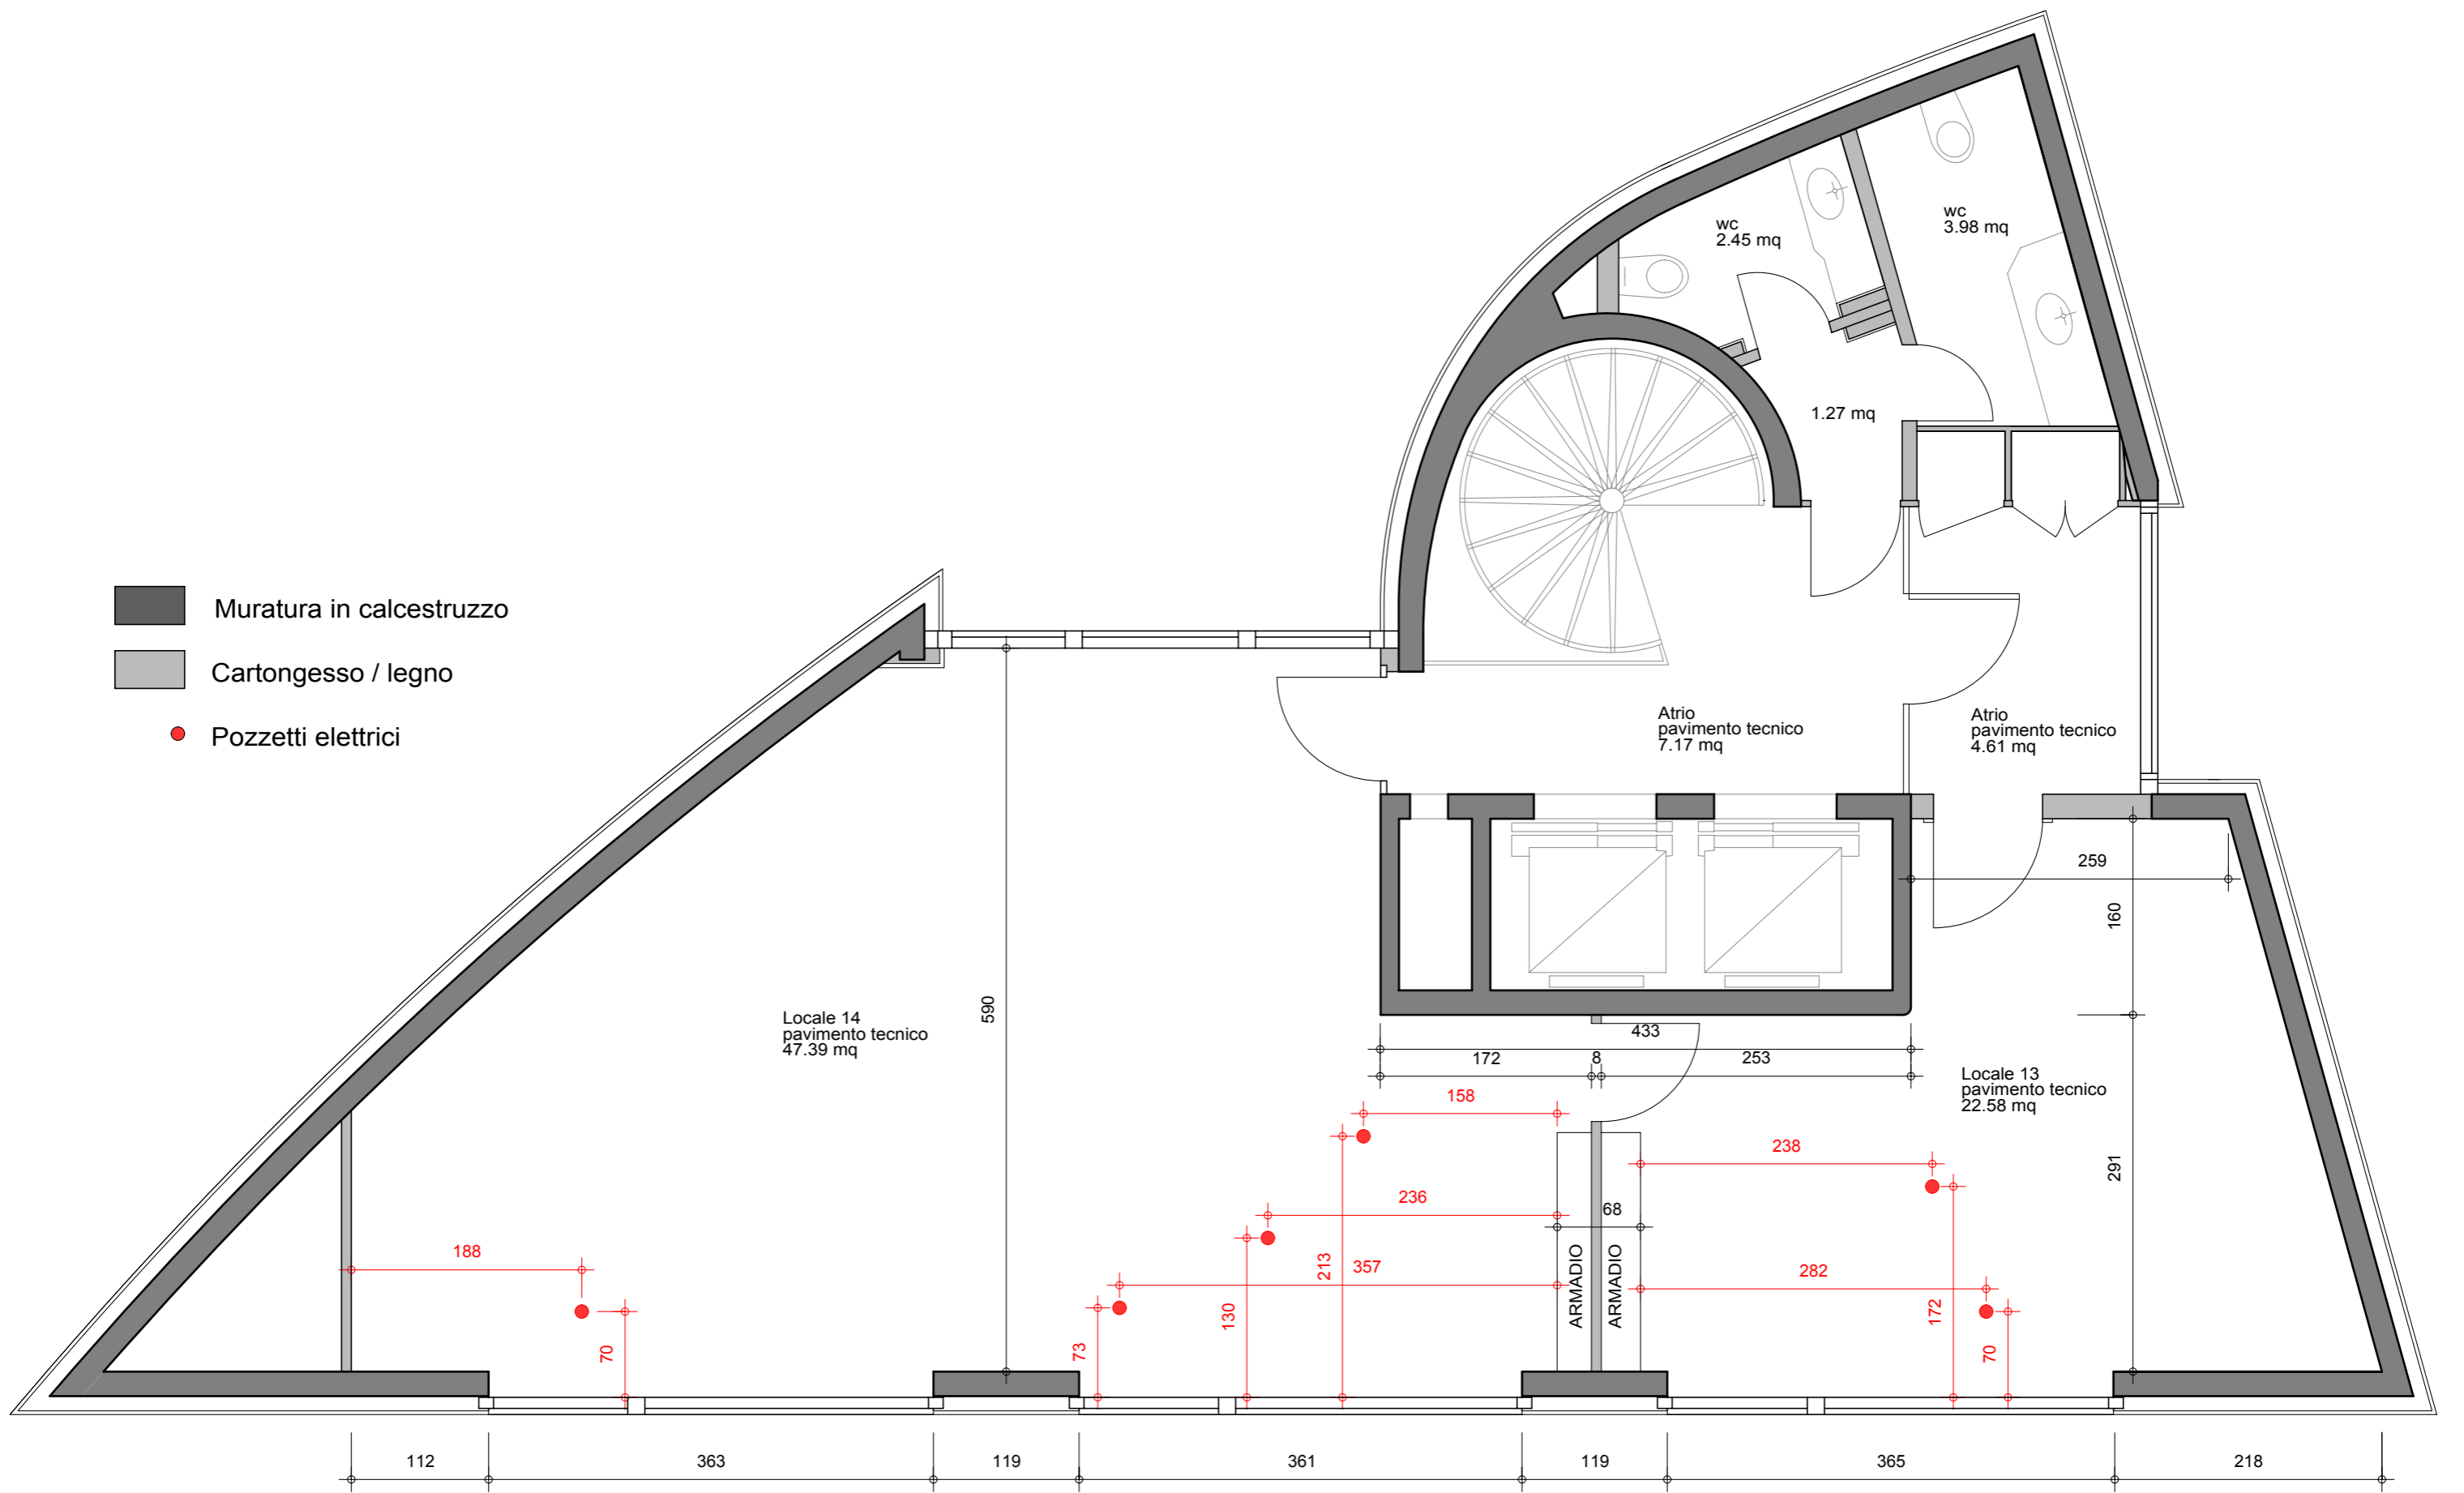 wc
3.98 mq
wc
2.45 mq
1.27 mq
Muratura in calcestruzzo
Cartongesso / legno
Pozzetti elettrici
Atrio
pavimento tecnico
7.17 mq
Atrio
pavimento tecnico
4.61 mq
259
160
590
Locale 14
pavimento tecnico
47.39 mq
433
172
8
253
Locale 13
pavimento tecnico
22.58 mq
158
238
291
236
68
188
213
357
ARMADIO
ARMADIO
282
130
172
70
73
70
112
363
119
361
119
365
218